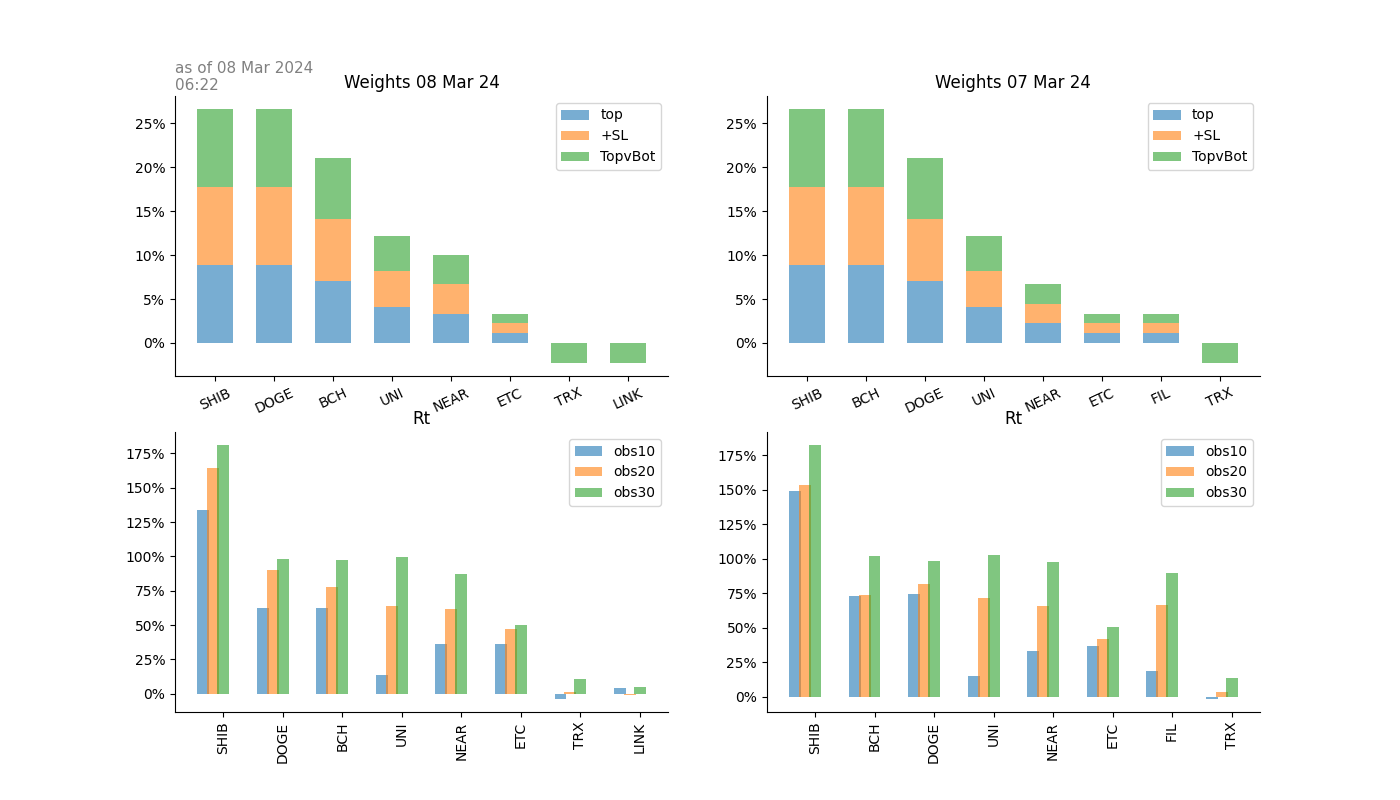 as of 08 Mar 2024
06:22
Weights 08 Mar 24
25%
20%
15%
10%
5%
0%
top
+SL
TopvBot
SHIB DOGE BCH UNI NEAR ETC TRX LINK
Weights 07 Mar 24
25%
20%
15%
10%
5%
0%
top
+SL
TopvBot
SHIB BCH DOGE UNI NEAR ETC FIL TRX
Rt
175%
150%
125%
100%
75%
50%
25%
0%
obs10
obs20
obs30
SHIB DOGE BCH UNI NEAR ETC TRX LINK
Rt
175%
150%
125%
100%
75%
50%
25%
0%
obs10
obs20
obs30
SHIB BCH DOGE UNI NEAR ETC FIL TRX